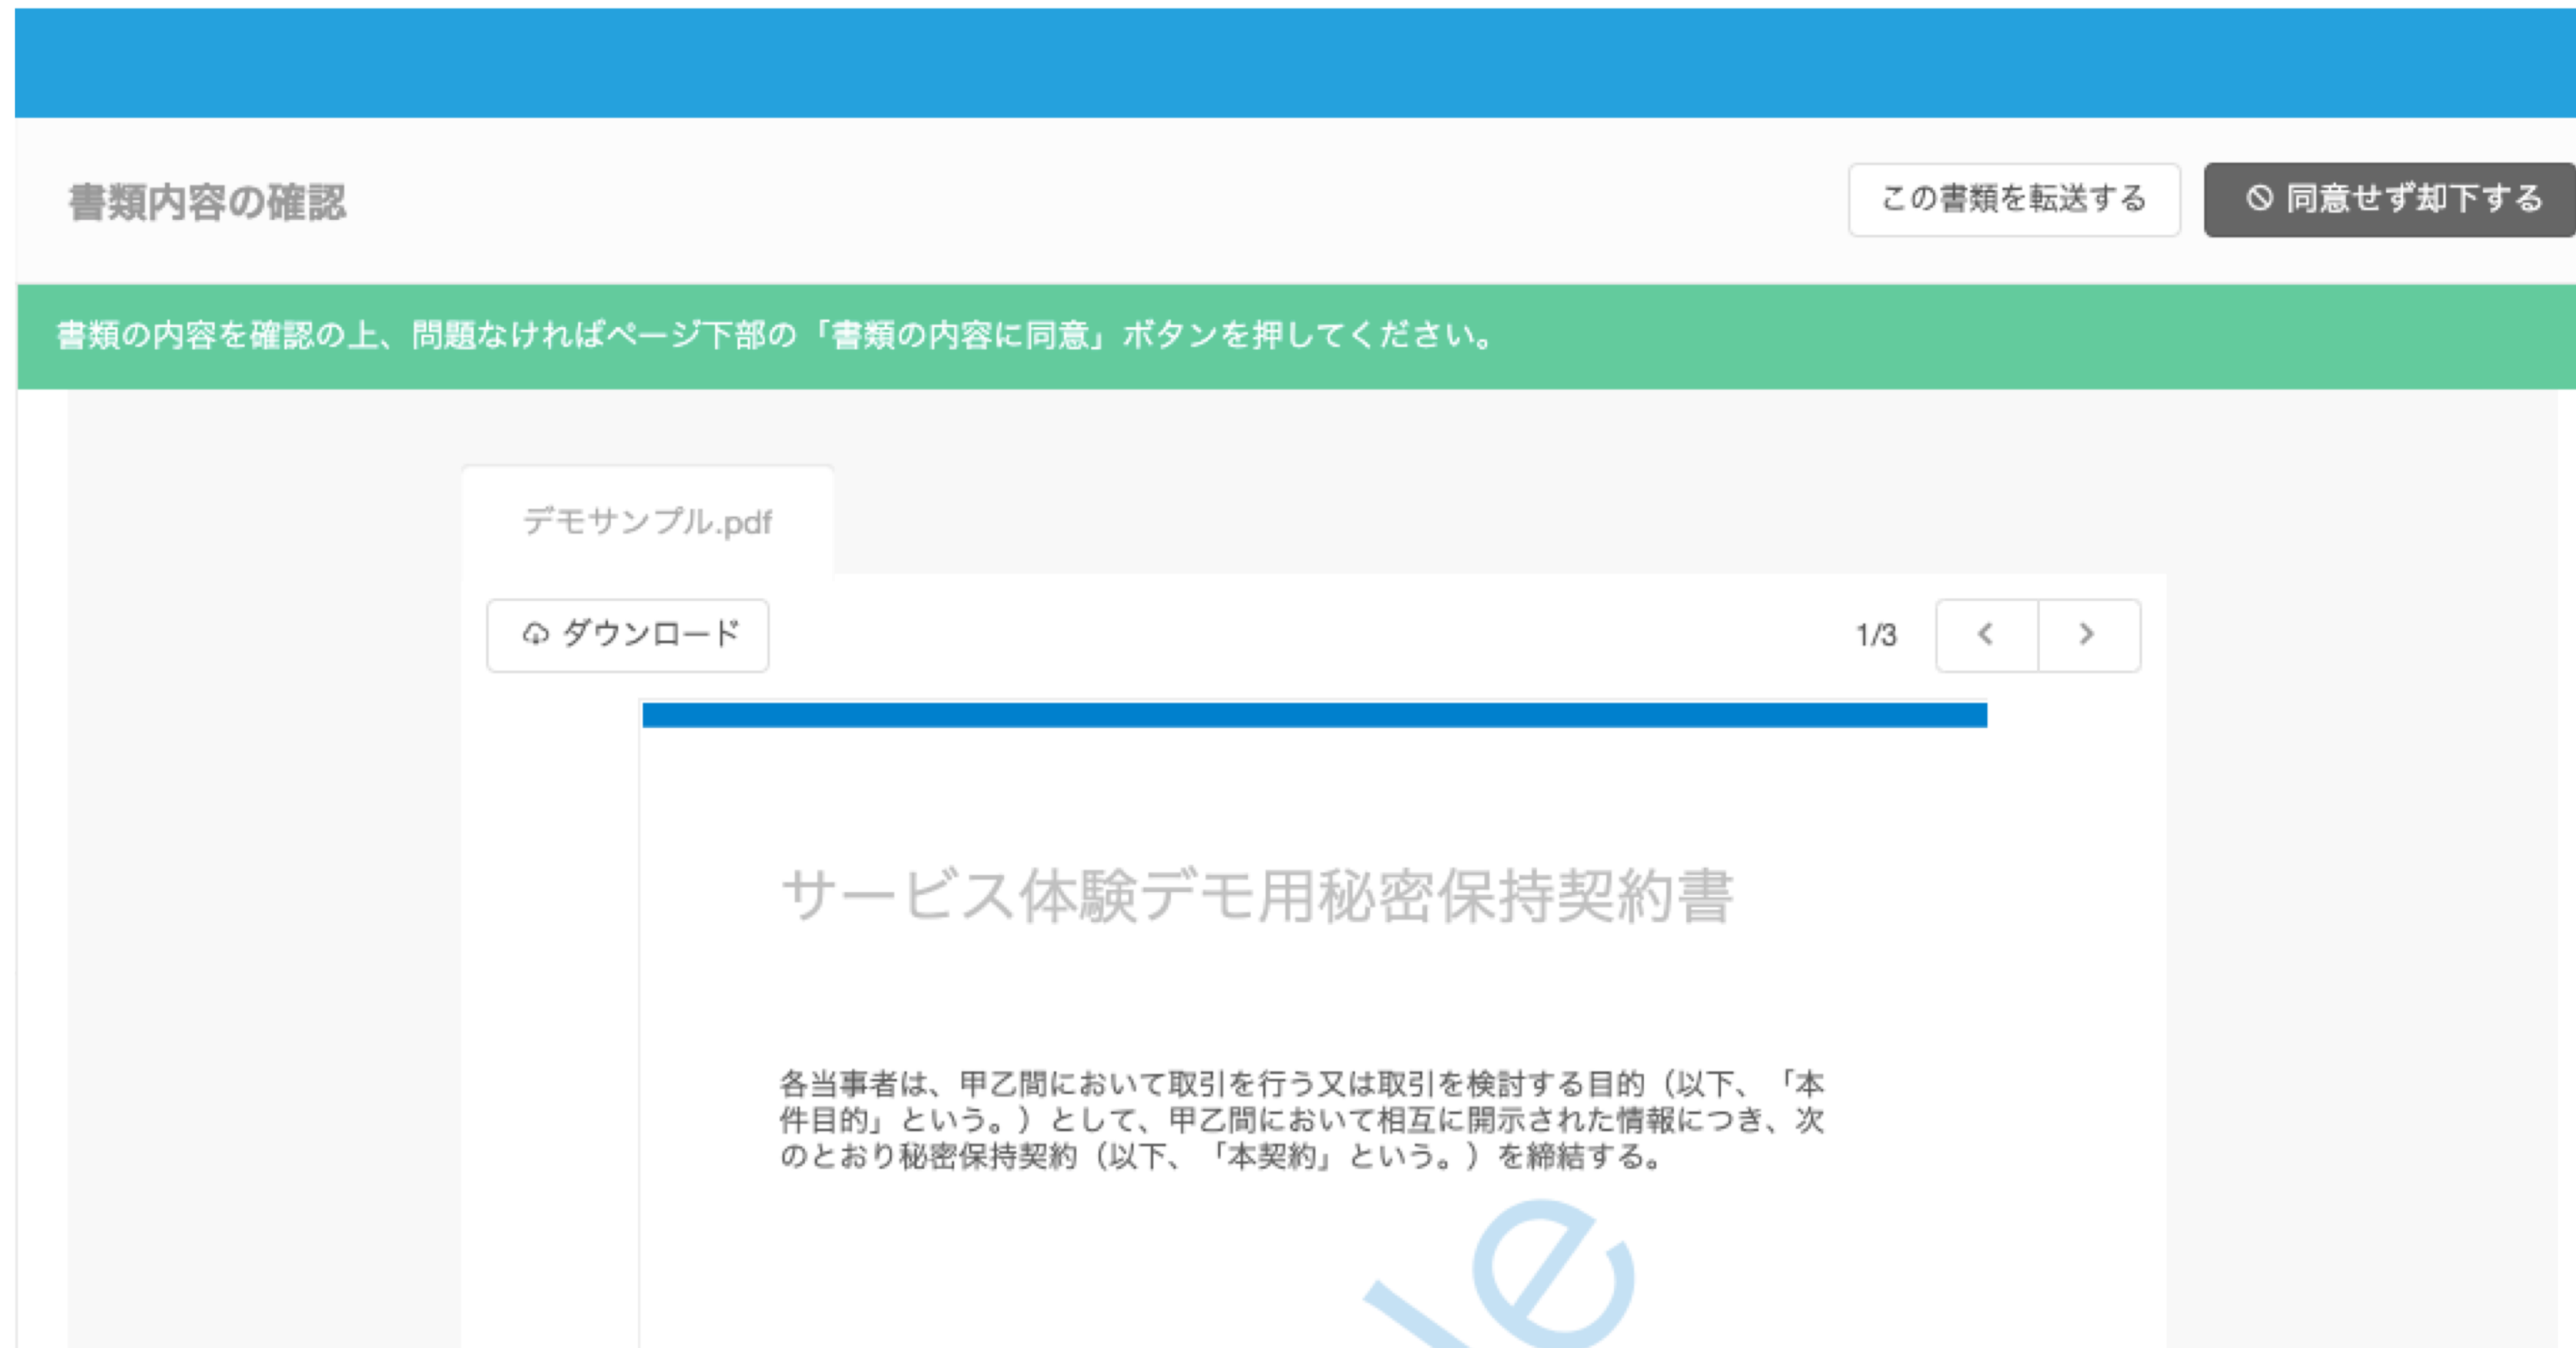 書類内容の確認
この書類を転送する
同意せず却下する
書類の内容を確認の上、問題なければページ下部の「書類の内容に同意」ボタンを押してください。
デモサンプル.pdf
ダウンロード
1/3
サービス体験デモ用秘密保持契約書
各当事者は、甲乙間において取引を行う又は取引を検討する目的（以下、「本
件目的」という。）として、甲乙間において相互に開示された情報につき、次
のとおり秘密保持契約（以下、「本契約」という。）を締結する。
le